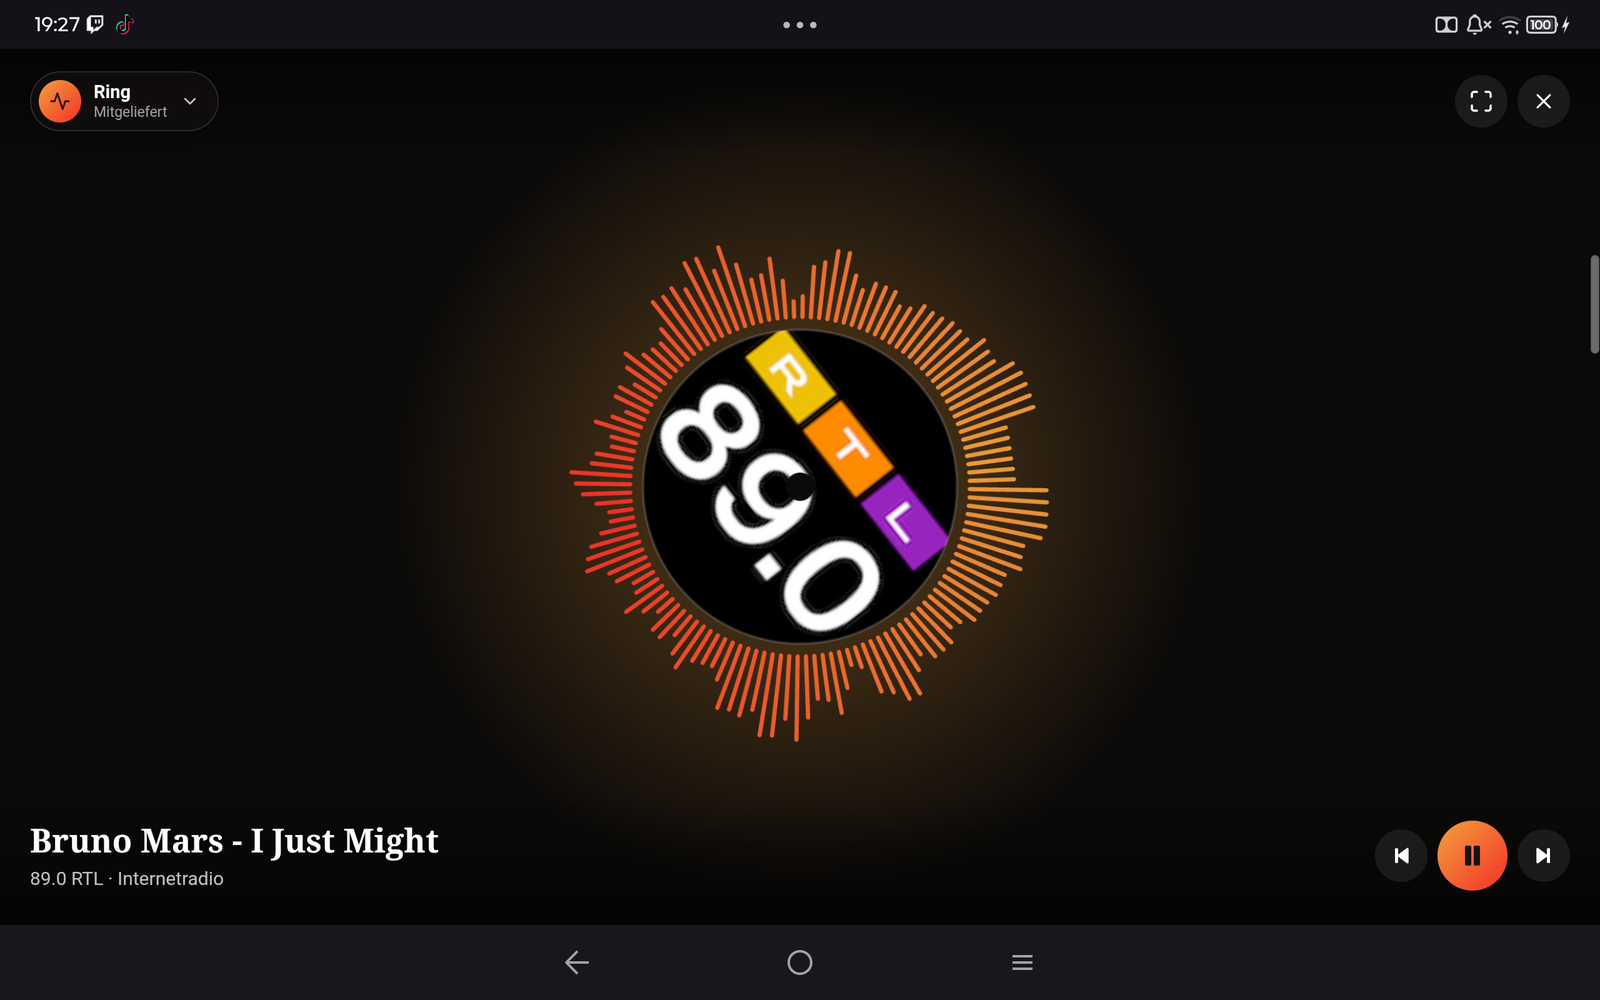 19:27
100
Ring
Mitgeliefert
R T L
89.0
Bruno Mars - I Just Might
89.0 RTL · Internetradio